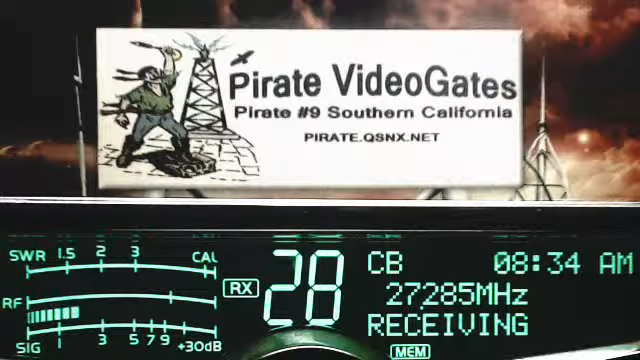 Pirate VideoGates
Pirate #9 Southern California
PIRATE.QSNX.NET
SWR 1.5 2 3 CAL
RF
SIG 3 5 7 9 +30dB
RX
28
CB 08:34 AM
27285MHz
RECEIVING
MEM